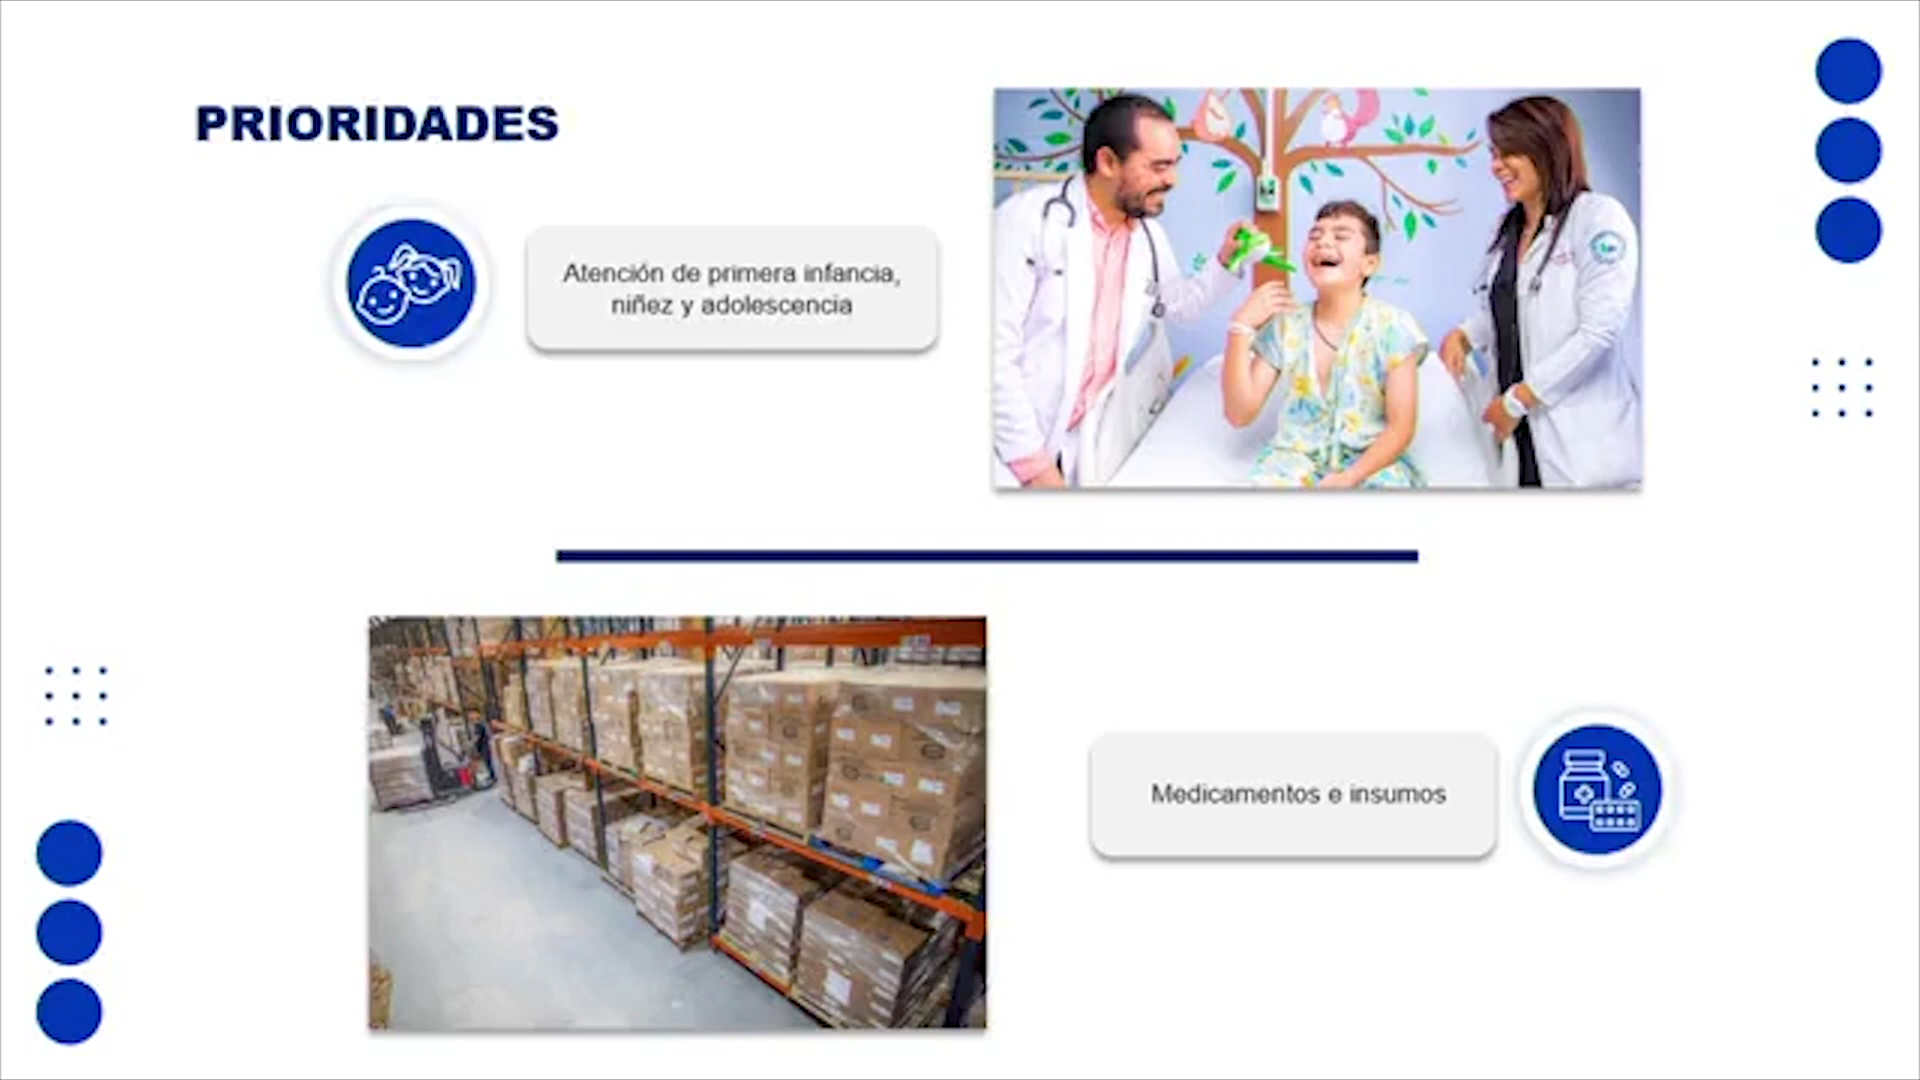 PRIORIDADES
Atención de primera infancia,
niñez y adolescencia
Medicamentos e insumos